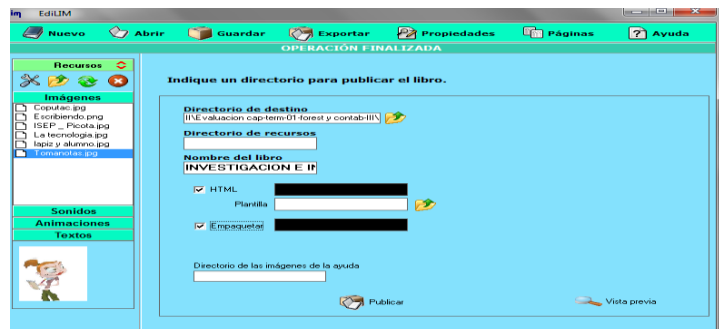 EdiLIM
Nuevo Abrir Guardar Exportar Propiedades Páginas Ayuda
OPERACIÓN FINALIZADA
Recursos
Imágenes
Coputac.jpg
Escribiendo.png
ISEP _ Picota.jpg
La tecnologia.jpg
lapiz y alumno.jpg
Tomanotas.jpg
Sonidos
Animaciones
Textos
Indique un directorio para publicar el libro.
Directorio de destino
II\Evaluacion cap-term-01-forest y contab-III\
Directorio de recursos
Nombre del libro
INVESTIGACION E IN
HTML
Plantilla
Empaquetar
Directorio de las imágenes de la ayuda
Publicar
Vista previa